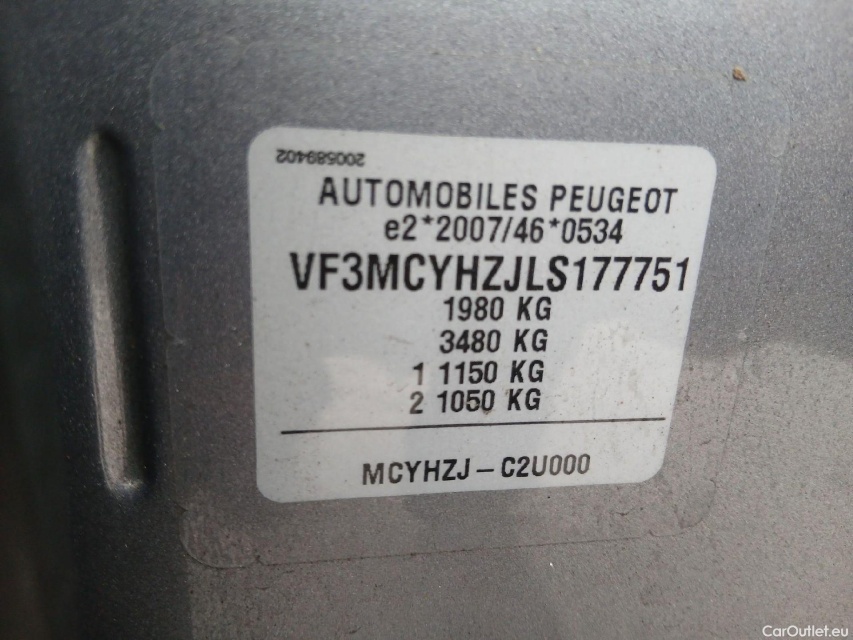 200589402
AUTOMOBILES PEUGEOT
e2*2007/46*0534
VF3MCYHZJLS177751
1980 KG
3480 KG
1 1150 KG
2 1050 KG
MCYHZJ - C2U000
CarOutlet.eu